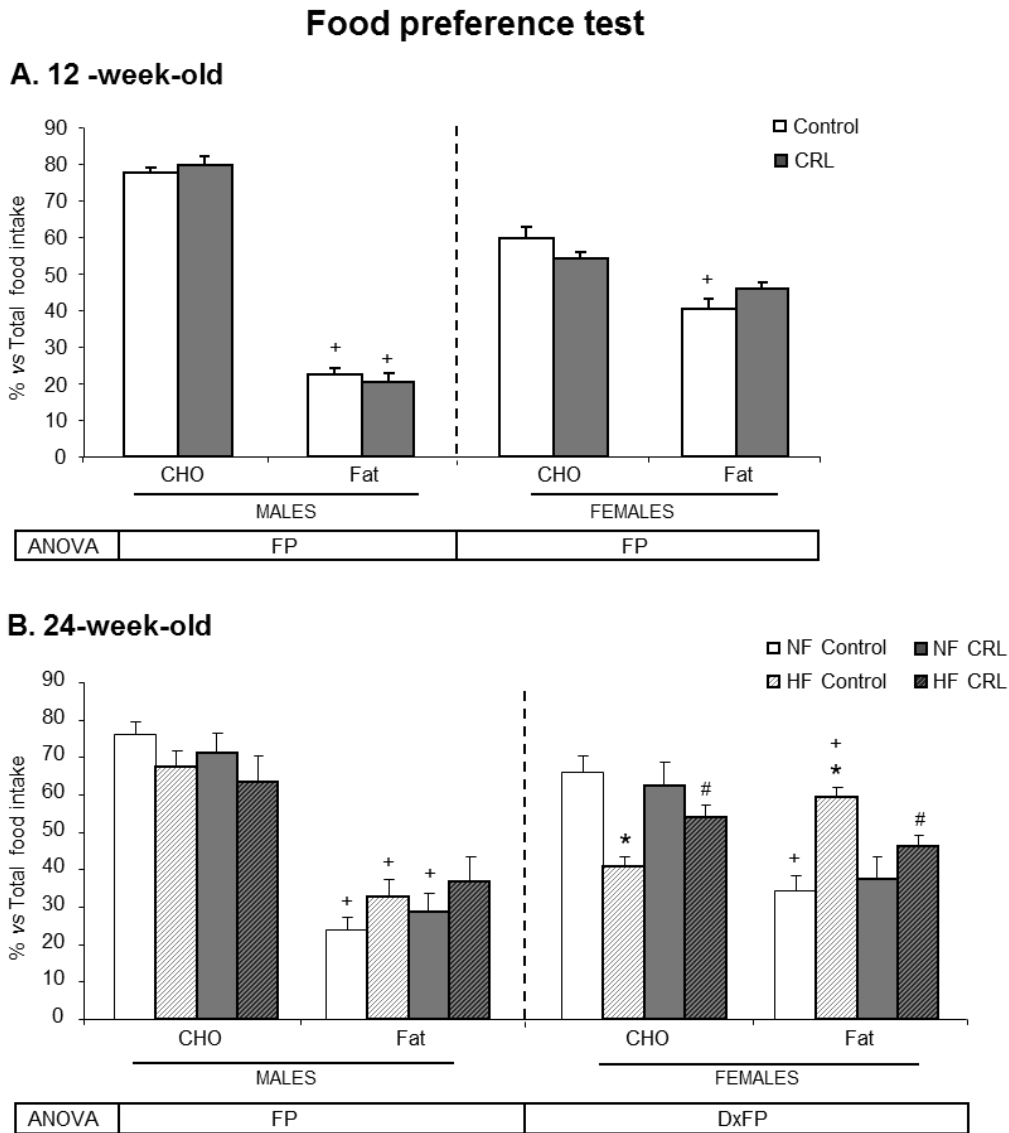 Food preference test
A. 12 -week-old
Control
CRL
% vs Total food intake
90
80
70
60
50
40
30
20
10
0
+
+
+
CHO
Fat
CHO
Fat
MALES
FEMALES
ANOVA
FP
FP
B. 24-week-old
NF Control
NF CRL
HF Control
HF CRL
% vs Total food intake
90
80
70
60
50
40
30
20
10
0
+
+
+
*
#
+
+
*
#
CHO
Fat
CHO
Fat
MALES
FEMALES
ANOVA
FP
DxFP